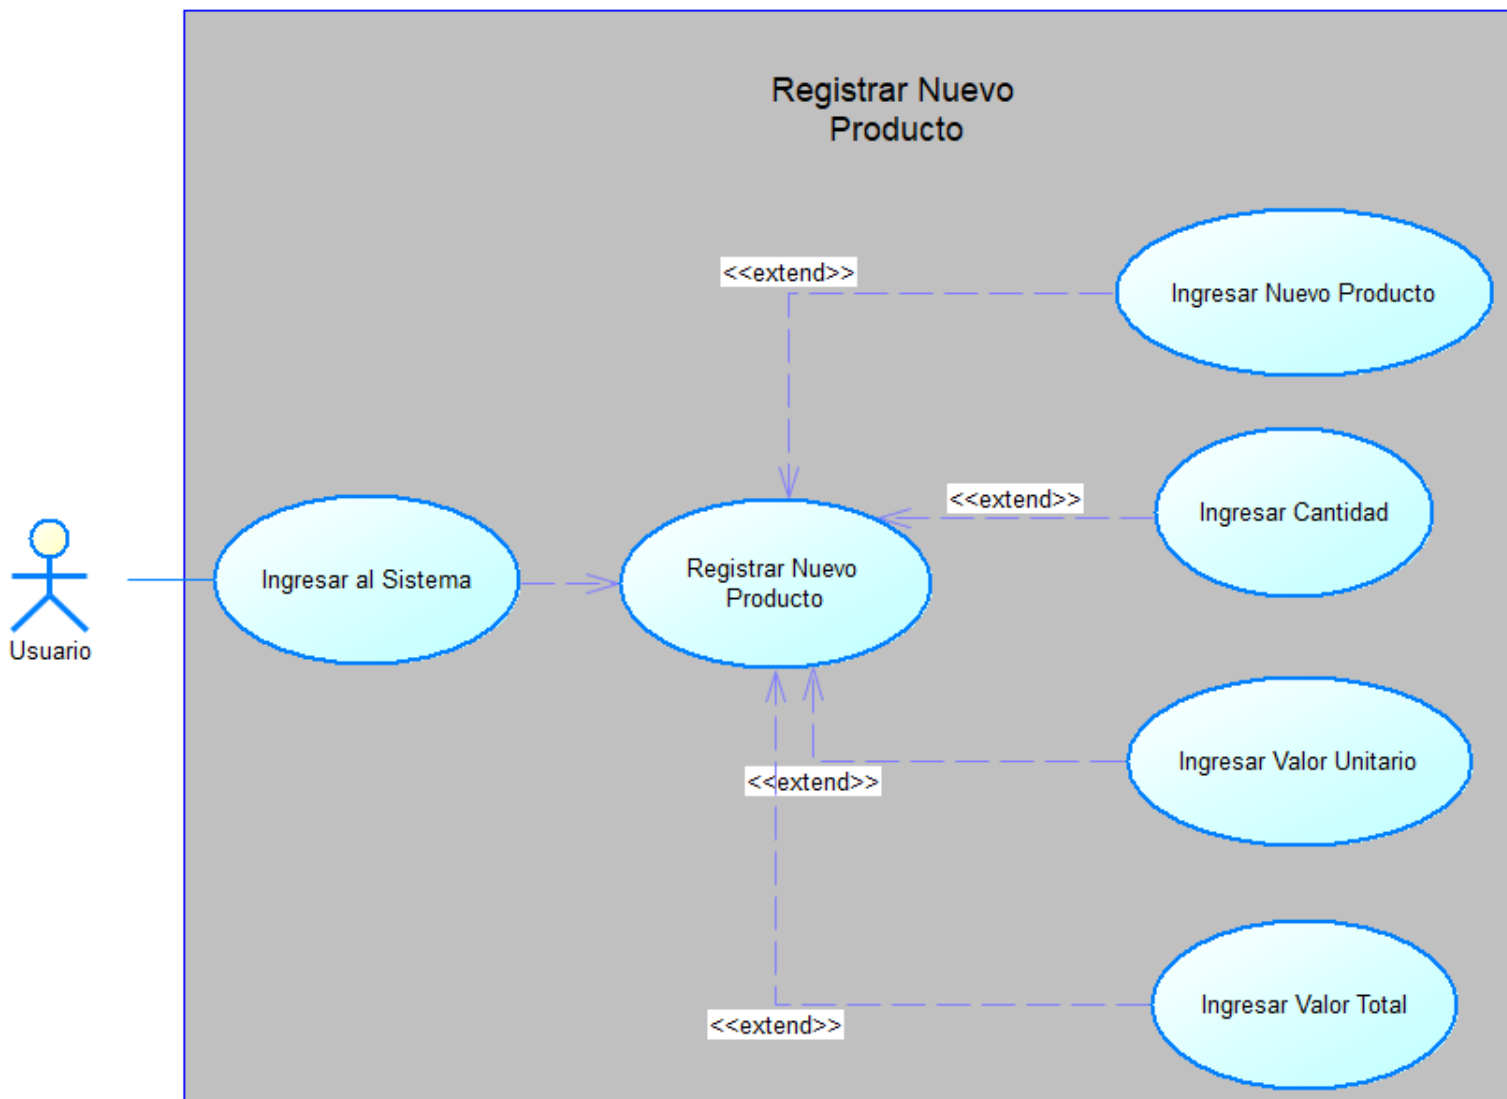 Registrar Nuevo
Producto
<<extend>>
Ingresar Nuevo Producto
<<extend>>
Ingresar Cantidad
Usuario
Ingresar al Sistema
Registrar Nuevo
Producto
<<extend>>
Ingresar Valor Unitario
<<extend>>
Ingresar Valor Total